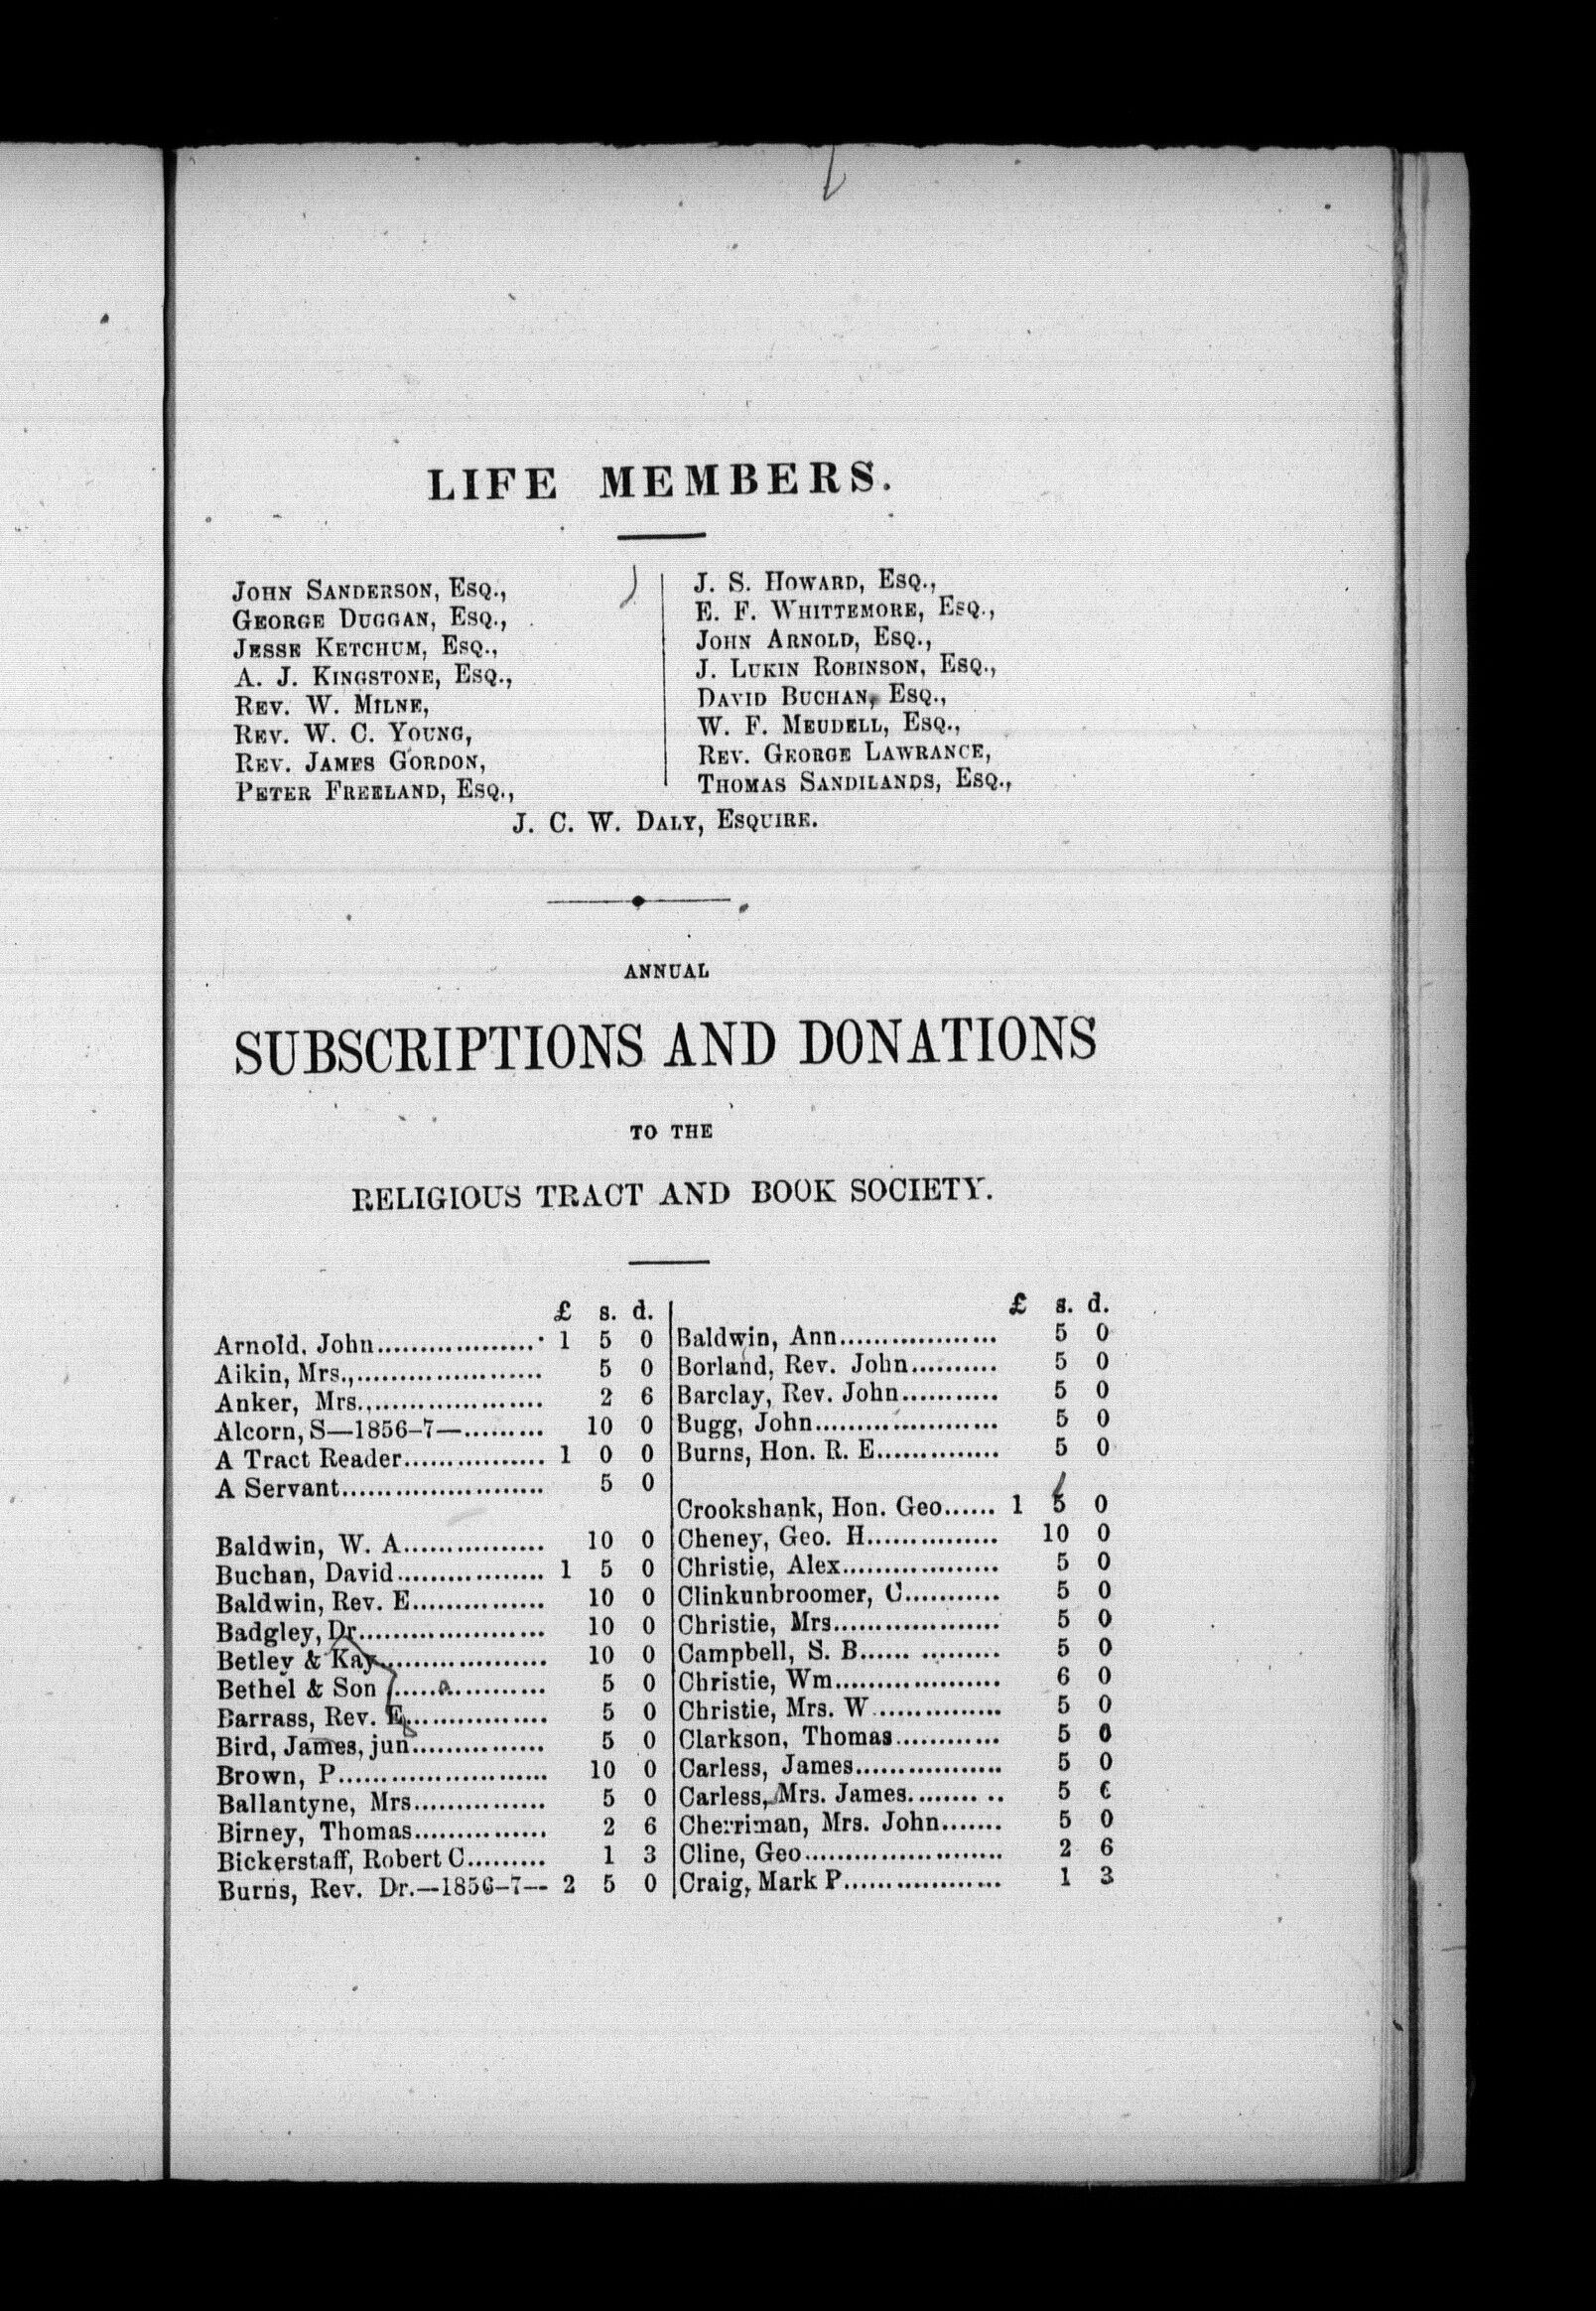 LIFE MEMBERS.
JOHN SANDERSON, ESQ.,
GEORGE DUGGAN, ESQ.,
JESSE KETCHUM, ESQ.,
A. J. KINGSTONE, ESQ.,
REV. W. MILNE,
REV. W. C. YOUNG,
REV. JAMES GORDON,
PETER FREELAND, ESQ.,
J. S. HOWARD, ESQ.,
E. F. WHITTEMORE, ESQ.,
JOHN ARNOLD, ESQ.,
J. LUKIN ROBINSON, ESQ.,
DAVID BUCHAN, ESQ.,
W. F. MEUDELL, ESQ.,
REV. GEORGE LAWRANCE,
THOMAS SANDILANDS, ESQ.,
J. C. W. DALY, ESQUIRE.
ANNUAL
SUBSCRIPTIONS AND DONATIONS
TO THE
RELIGIOUS TRACT AND BOOK SOCIETY.
£ s. d.
Arnold, John.................. 1 5 0
Aikin, Mrs.,...................... 5 0
Anker, Mrs.,.................... 2 6
Alcorn, S—1856-7—......... 10 0
A Tract Reader................ 1 0 0
A Servant....................... 5 0
Baldwin, W. A................ 10 0
Buchan, David................. 1 5 0
Baldwin, Rev. E............... 10 0
Badgley, Dr..................... 10 0
Betley & Kay................... 10 0
Bethel & Son .................. 5 0
Barrass, Rev. E................ 5 0
Bird, James, jun............... 5 0
Brown, P........................ 10 0
Ballantyne, Mrs............... 5 0
Birney, Thomas............... 2 6
Bickerstaff, Robert C......... 1 3
Burns, Rev. Dr.—1856-7-- 2 5 0
£ s. d.
Baldwin, Ann.................. 5 0
Borland, Rev. John.......... 5 0
Barclay, Rev. John........... 5 0
Bugg, John..................... 5 0
Burns, Hon. R. E.............. 5 0
Crookshank, Hon. Geo...... 1 5 0
Cheney, Geo. H............... 10 0
Christie, Alex.................. 5 0
Clinkunbroomer, C........... 5 0
Christie, Mrs................... 5 0
Campbell, S. B...... ......... 5 0
Christie, Wm................... 6 0
Christie, Mrs. W .............. 5 0
Clarkson, Thomas............ 5 0
Carless, James................. 5 0
Carless, Mrs. James........ .. 5
Cherriman, Mrs. John....... 5 0
Cline, Geo....................... 2 6
Craig, Mark P.................. 1 3